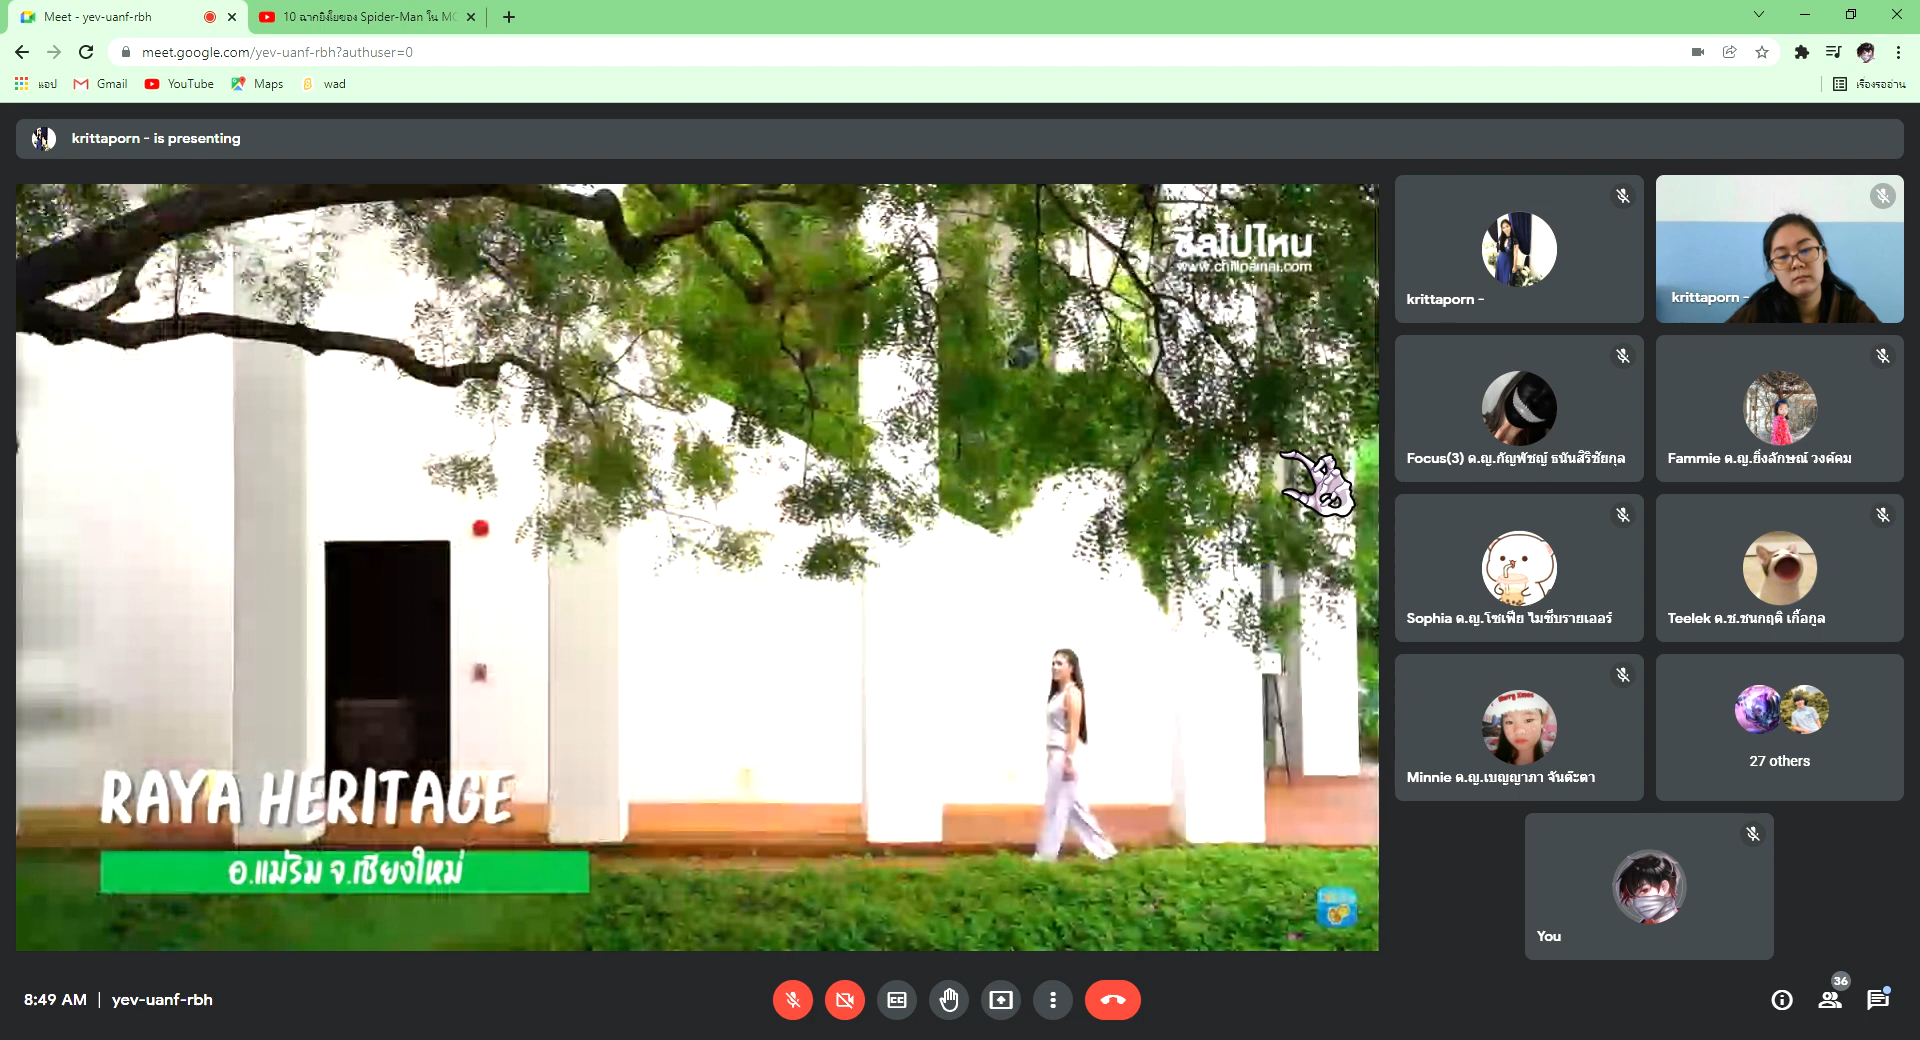 Meet - yev-uanf-rbh
10 ฉากยิงใยของ Spider-Man ใน MC
meet.google.com/yev-uanf-rbh?authuser=0
แอป
Gmail
YouTube
Maps
wad
เรื่องรออ่าน
krittaporn - is presenting
ชิลไปไหน
www.chillpainai.com
RAYA HERITAGE
อ.แม่ริม จ.เชียงใหม่
krittaporn -
krittaporn -
Focus(3) ด.ญ.กัญพัชญ์ ธนันสิริชัยกุล
Fammie ด.ญ.ยิ่งลักษณ์ วงค์คม
Sophia ด.ญ.โซเฟีย ไมซ์บรายเออร์
Teelek ด.ช.ชนกฤติ เกื้อกูล
Merry Xmas
Minnie ด.ญ.เบญญาภา จันต๊ะดา
27 others
You
8:49 AM | yev-uanf-rbh
CC
36